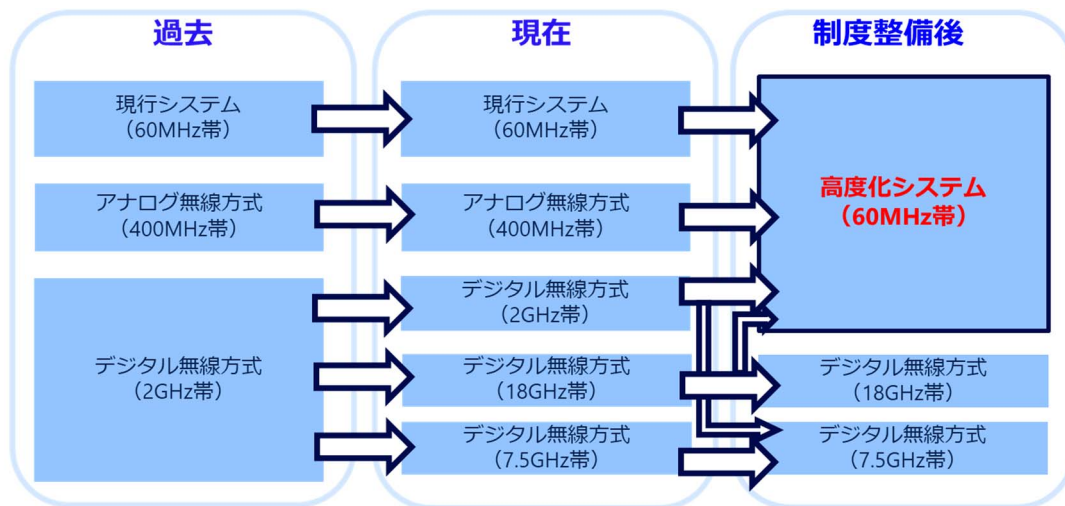 過去
現行システム
（60MHz帯）
アナログ無線方式
（400MHz帯）
デジタル無線方式
（2GHz帯）
現在
現行システム
（60MHz帯）
アナログ無線方式
（400MHz帯）
デジタル無線方式
（2GHz帯）
デジタル無線方式
（18GHz帯）
デジタル無線方式
（7.5GHz帯）
制度整備後
高度化システム
（60MHz帯）
デジタル無線方式
（18GHz帯）
デジタル無線方式
（7.5GHz帯）